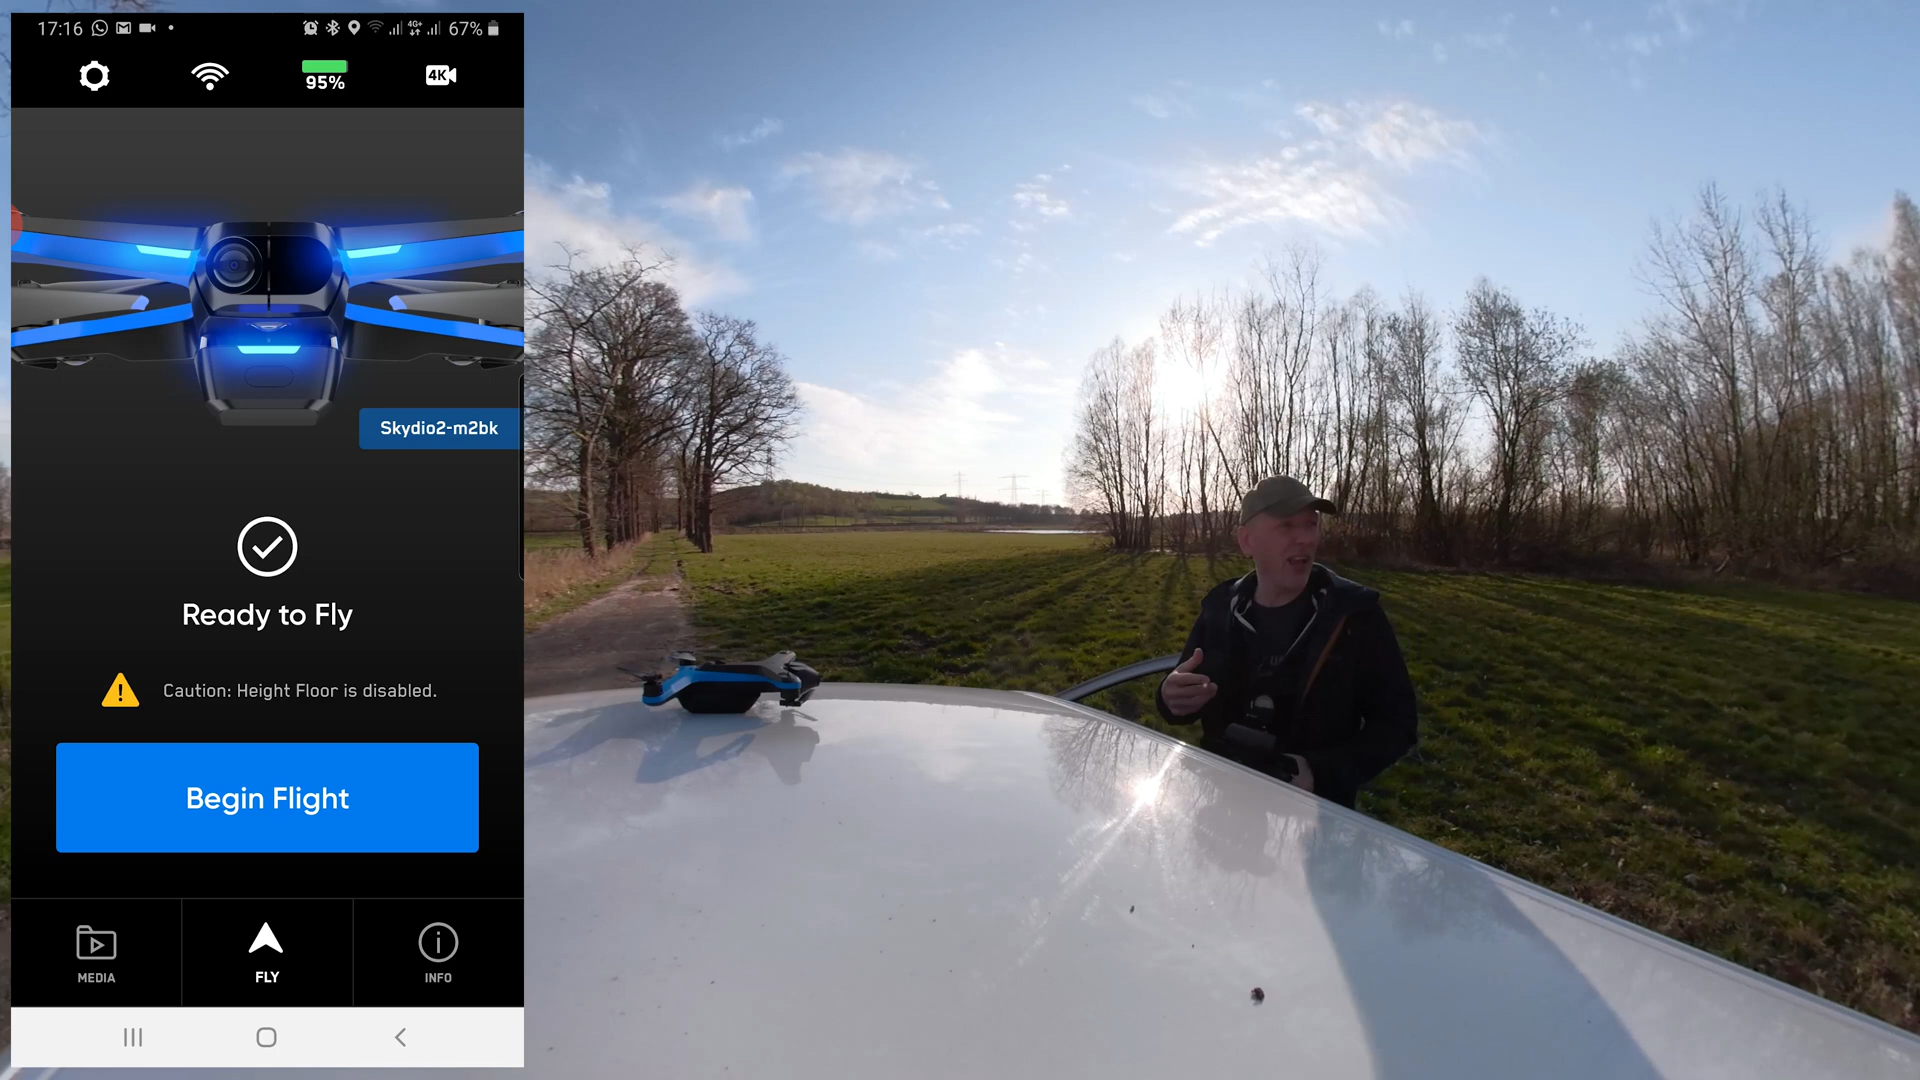 17:16 4G+ 67%
95% 4K
Skydio2-m2bk
Ready to Fly
Caution: Height Floor is disabled.
Begin Flight
MEDIA FLY INFO